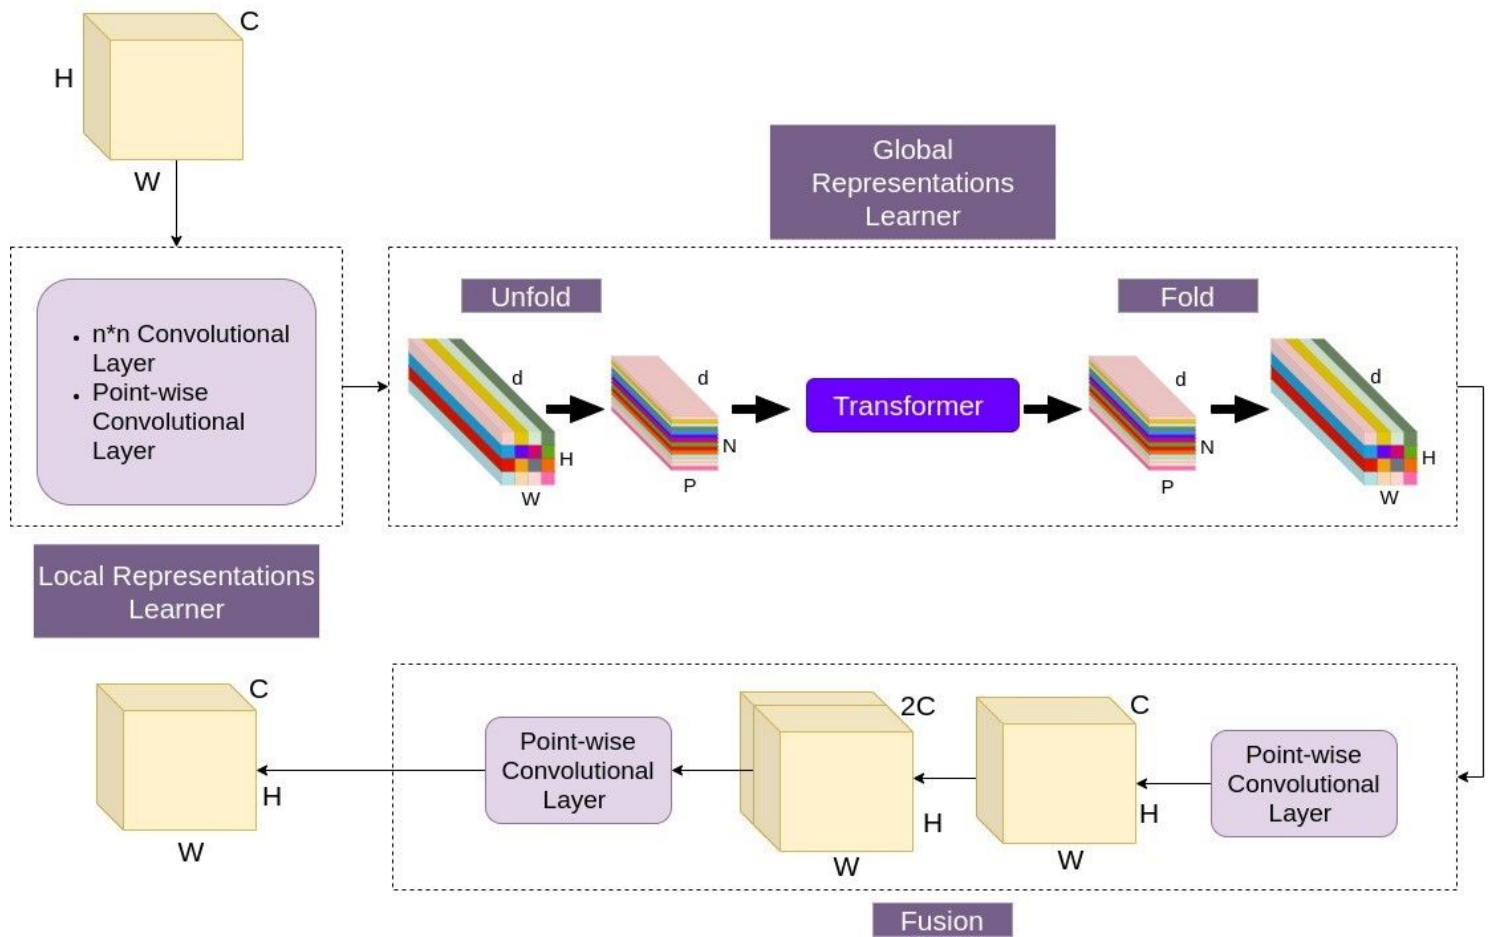 C
H
W
Global
Representations
Learner
Unfold
Fold
• n*n Convolutional
Layer
• Point-wise
Convolutional
Layer
d
H
W
d
N
P
Transformer
d
N
P
d
H
W
Local Representations
Learner
C
H
W
Point-wise
Convolutional
Layer
2C
H
W
C
H
W
Point-wise
Convolutional
Layer
Fusion